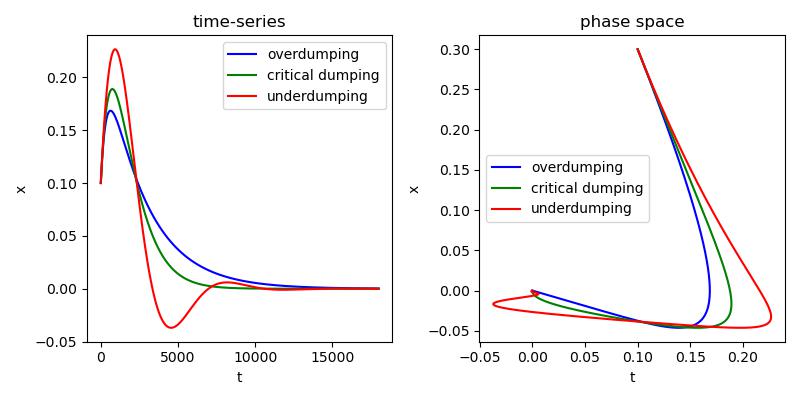 time-series
0.20
0.15
0.10
0.05
0.00
−0.05
x
overdumping
critical dumping
underdumping
0
5000
10000
15000
t
phase space
0.30
0.25
0.20
0.15
0.10
0.05
0.00
−0.05
x
overdumping
critical dumping
underdumping
−0.05
0.00
0.05
0.10
0.15
0.20
t